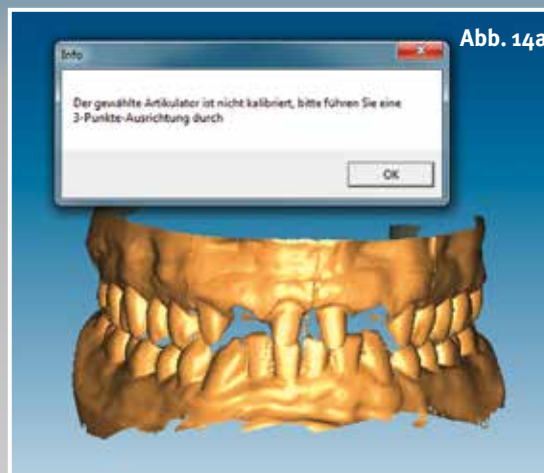 Abb. 14a
Info
Der gewählte Artikulator ist nicht kalibriert, bitte führen Sie eine
3-Punkte-Ausrichtung durch
OK